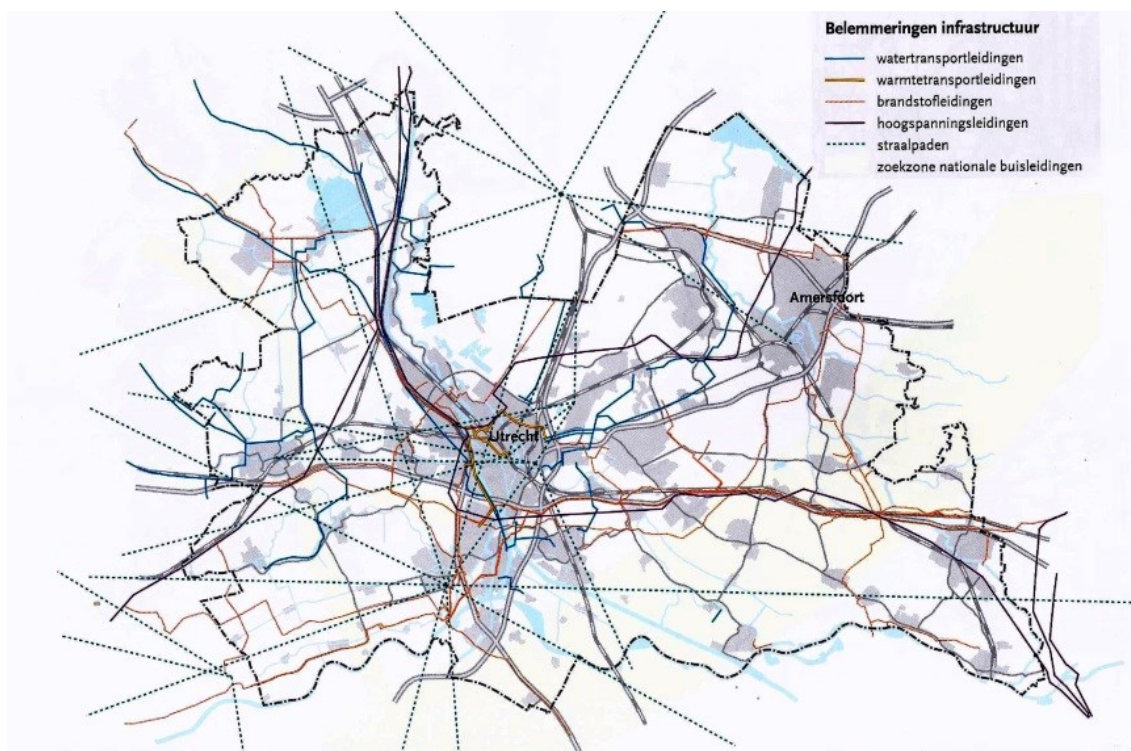 Belemmeringen infrastructuur
watertransportleidingen
warmtetransportleidingen
brandstofleidingen
hoogspanningsleidingen
straalpaden
zoekzone nationale buisleidingen
Amersfoort
Utrecht